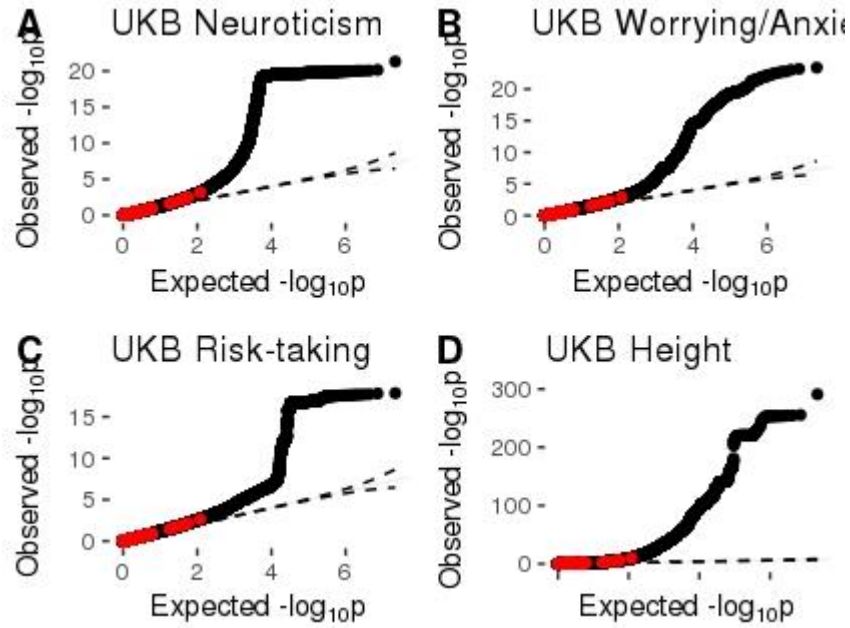 A UKB Neuroticism
Observed -log10p
20
15
10
5
0
0 2 4 6
Expected -log10p
B UKB Worrying/Anxie
Observed -log10p
20
15
10
5
0
0 2 4 6
Expected -log10p
C UKB Risk-taking
Observed -log10p
15
10
5
0
0 2 4 6
Expected -log10p
D UKB Height
Observed -log10p
300
200
100
0
Expected -log10p